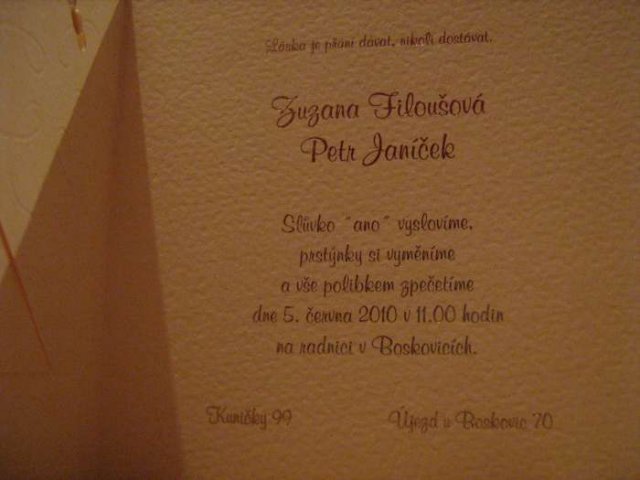 Láska je přání dávat, nikoli dostávat.
Zuzana Filoušová
Petr Janíček
Slůvko "ano" vyslovíme,
prstýnky si vyměníme
a vše polibkem zpečetíme
dne 5. června 2010 v 11.00 hodin
na radnici v Boskovicích.
Kuničky 99
Újezd u Boskovic 70